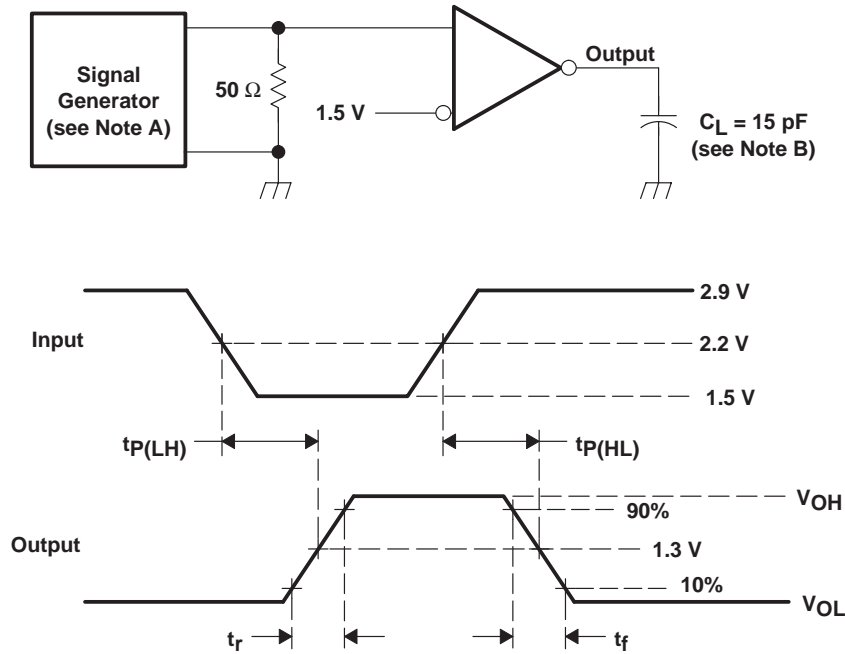 Signal
Generator
(see Note A)
50 Ω
1.5 V
Output
CL = 15 pF
(see Note B)
Input
2.9 V
2.2 V
1.5 V
tP(LH)
tP(HL)
Output
VOH
90%
1.3 V
10%
VOL
tr
tf